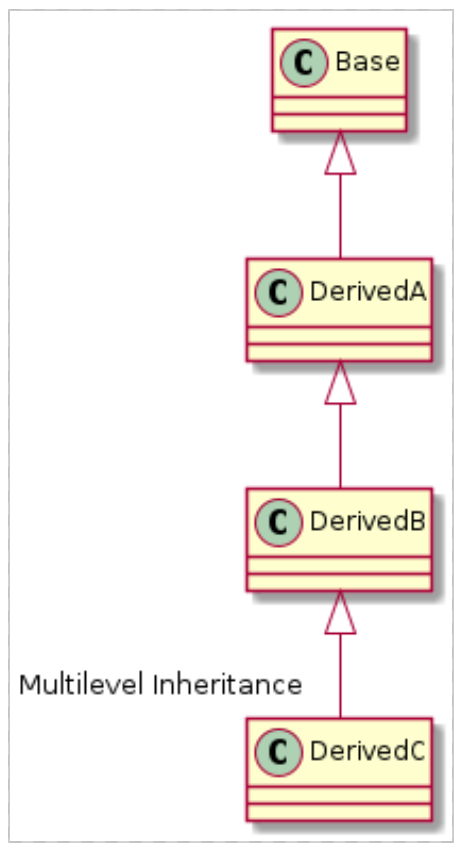 C Base
C DerivedA
C DerivedB
Multilevel Inheritance
C DerivedC